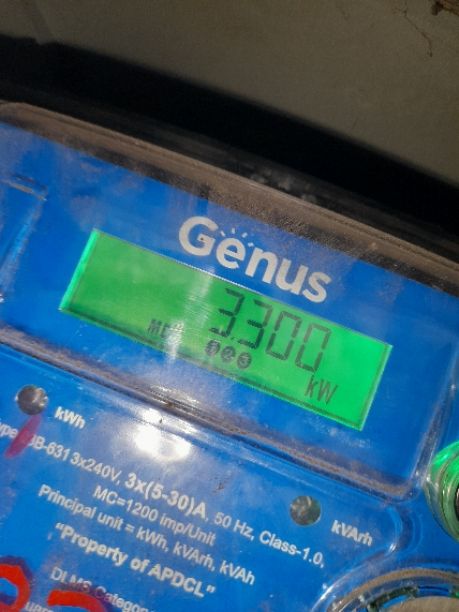 Genus
3.300
kW
kWh
3x240V, 3x(5-30)A, 50 Hz, Class-1.0,
MC=1200 imp/Unit
kVArh
Principal unit = kWh, kVArh, kVAh
"Property of APDCL"